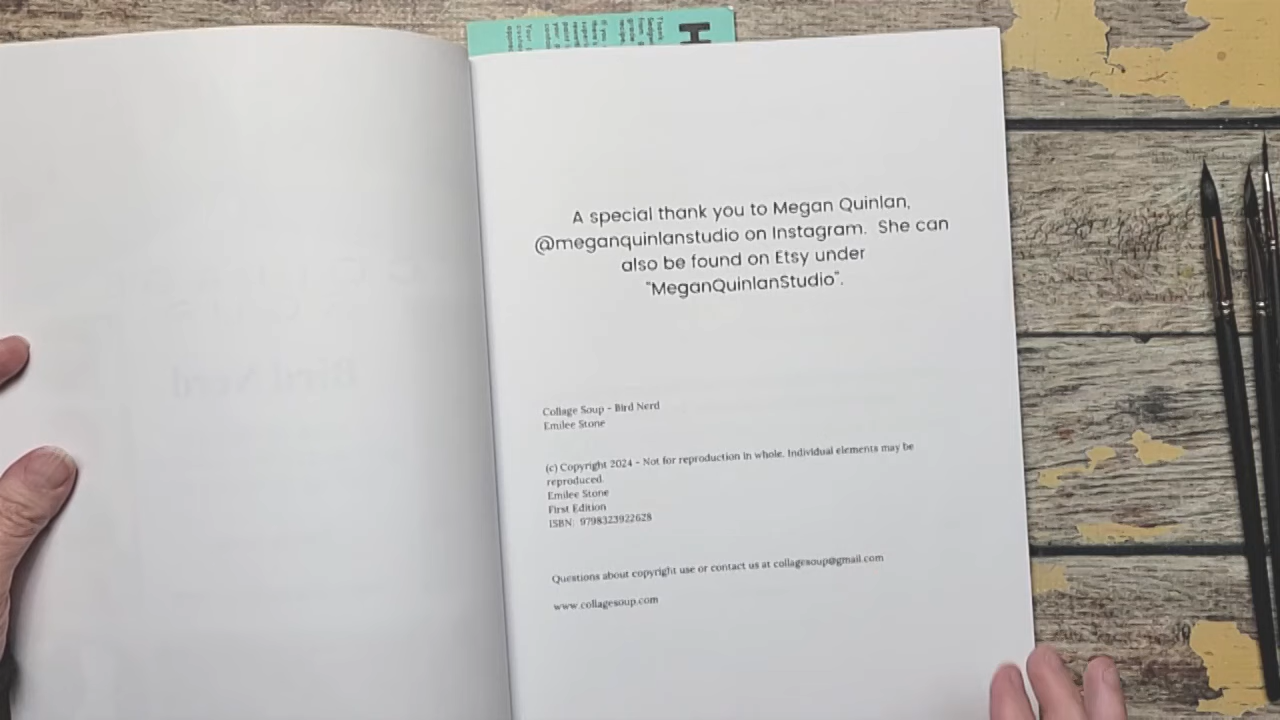 A special thank you to Megan Quinlan,
@meganquinlanstudio on Instagram. She can
also be found on Etsy under
"MeganQuinlanStudio".
Collage Soup - Bird Nerd
Emilee Stone
(c) Copyright 2024 - Not for reproduction in whole. Individual elements may be
reproduced.
Emilee Stone
First Edition
ISBN: 9798323922628
Questions about copyright use or contact us at collagesoup@gmail.com
www.collagesoup.com